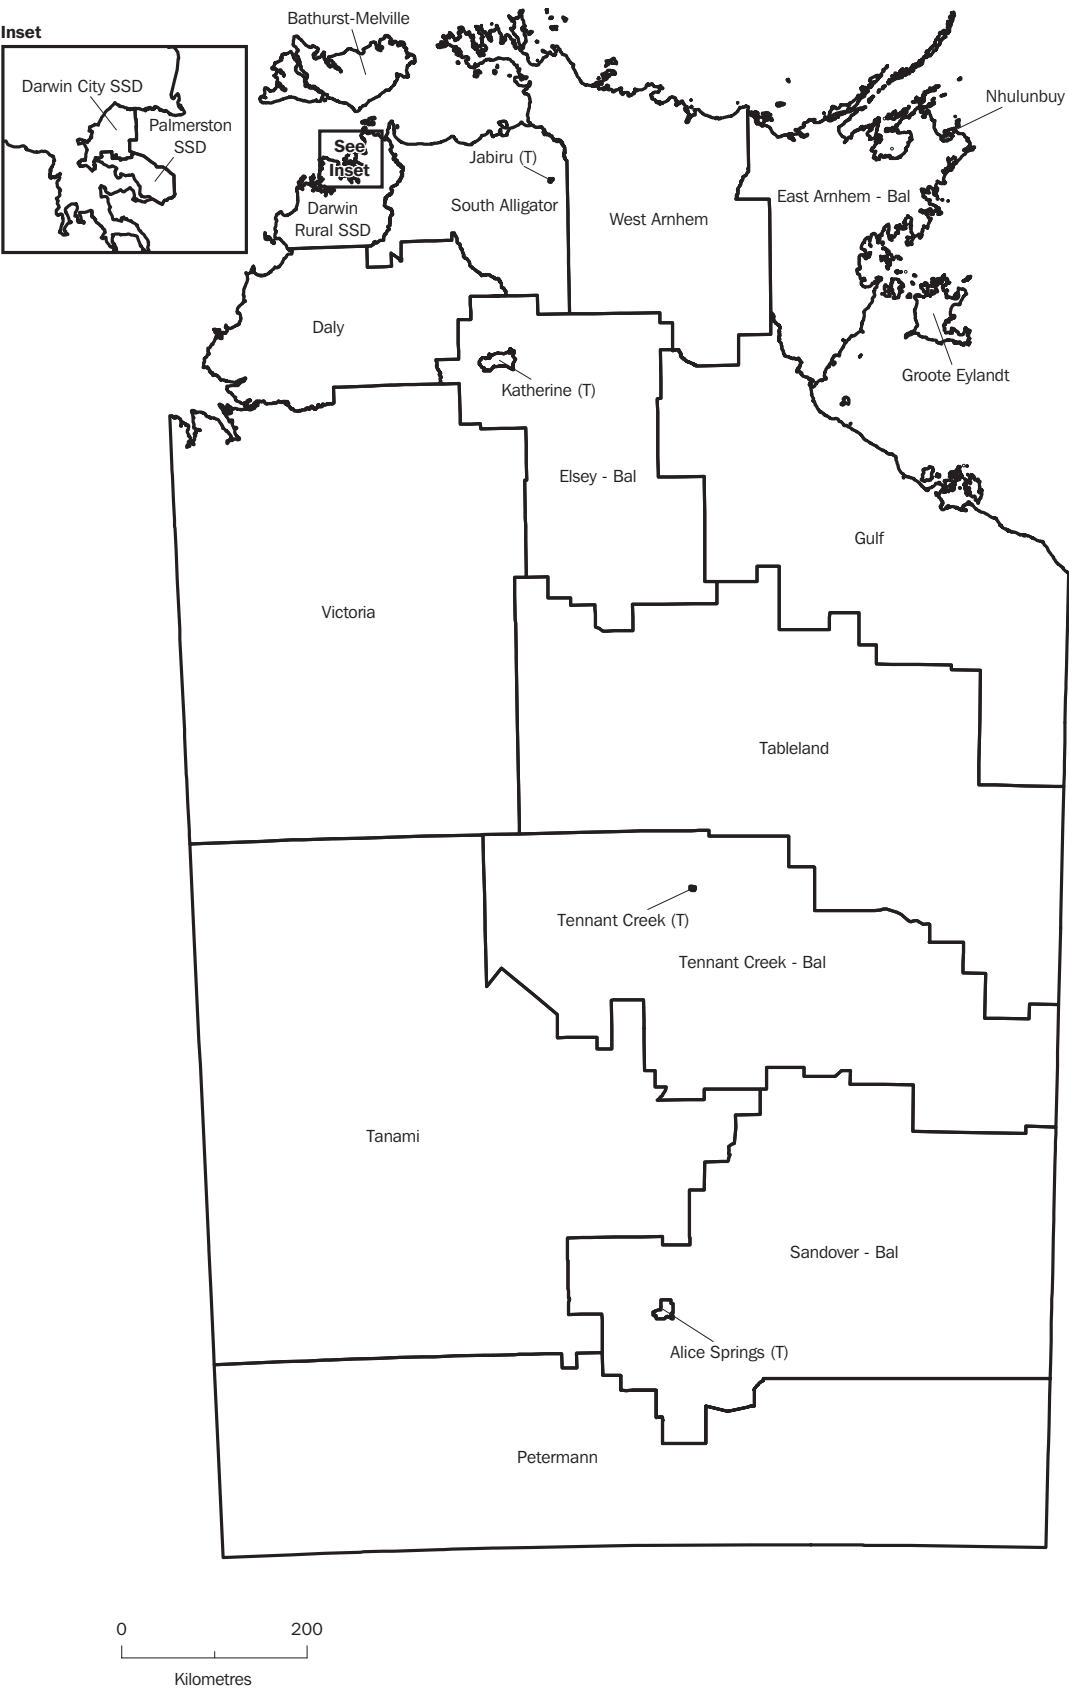 Bathurst-Melville
Inset
Darwin City SSD
Palmerston
SSD
Nhulunbuy
See
Inset
Jabiru (T)
South Alligator
East Arnhem - Bal
West Arnhem
Darwin
Rural SSD
Daly
Groote Eylandt
Katherine (T)
Elsey - Bal
Gulf
Victoria
Tableland
Tennant Creek (T)
Tennant Creek - Bal
Tanami
Sandover - Bal
Alice Springs (T)
Petermann
0 200
Kilometres